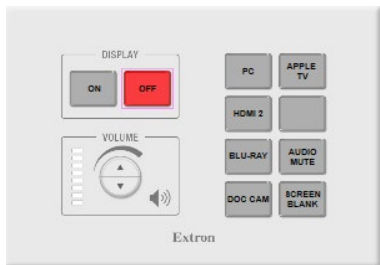 DISPLAY
ON
OFF
VOLUME
PC
APPLE
TV
HDMI 2
BLU-RAY
AUDIO
MUTE
DOC CAM
SCREEN
BLANK
Extron